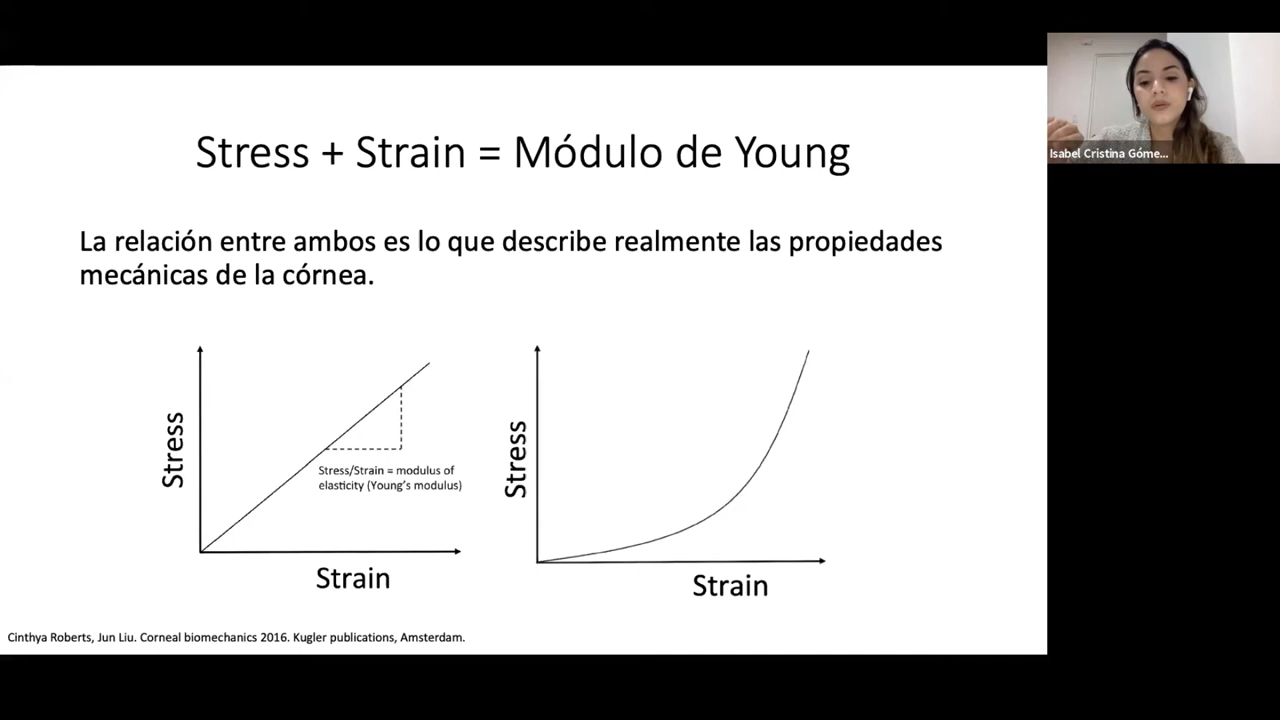 Stress + Strain = Módulo de Young
Isabel Cristina Góme...
La relación entre ambos es lo que describe realmente las propiedades
mecánicas de la córnea.
Stress
Stress/Strain = modulus of
elasticity (Young's modulus)
Strain
Stress
Strain
Cinthya Roberts, Jun Liu. Corneal biomechanics 2016. Kugler publications, Amsterdam.